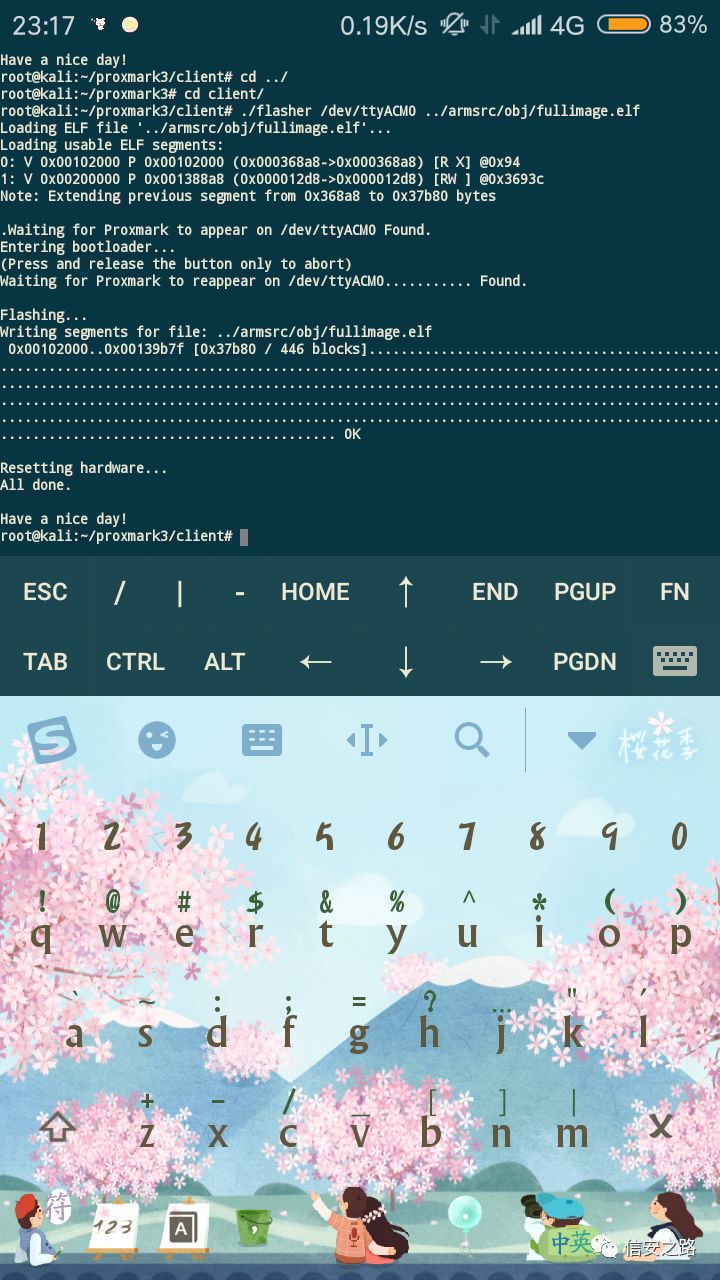 23:17 0.19K/s 4G 83%
Have a nice day!
root@kali:~/proxmark3/client# cd ../
root@kali:~/proxmark3# cd client/
root@kali:~/proxmark3/client# ./flasher /dev/ttyACM0 ../armsrc/obj/fullimage.elf
Loading ELF file '../armsrc/obj/fullimage.elf'...
Loading usable ELF segments:
0: V 0x00102000 P 0x00102000 (0x000368a8->0x000368a8) [R X] @0x94
1: V 0x00200000 P 0x001388a8 (0x000012d8->0x000012d8) [RW ] @0x3693c
Note: Extending previous segment from 0x368a8 to 0x37b80 bytes
.Waiting for Proxmark to appear on /dev/ttyACM0 Found.
Entering bootloader...
(Press and release the button only to abort)
Waiting for Proxmark to reappear on /dev/ttyACM0........... Found.
Flashing...
Writing segments for file: ../armsrc/obj/fullimage.elf
0x00102000..0x00139b7f [0x37b80 / 446 blocks]............................................
..........................................................................................
..........................................................................................
..........................................................................................
..........................................................................................
.......................................... OK
Resetting hardware...
All done.
Have a nice day!
root@kali:~/proxmark3/client#
ESC / | - HOME ↑ END PGUP FN
TAB CTRL ALT ← ↓ → PGDN
S 樱花季
1 2 3 4 5 6 7 8 9 0
! @ # $ & % ^ * ( )
q w e r t y u i o p
` ~ : ; = ? ... " ′
a s d f g h j k l
+ - / _ [ ] |
z x c v b n m x
符 123 A , 中英 信安之路